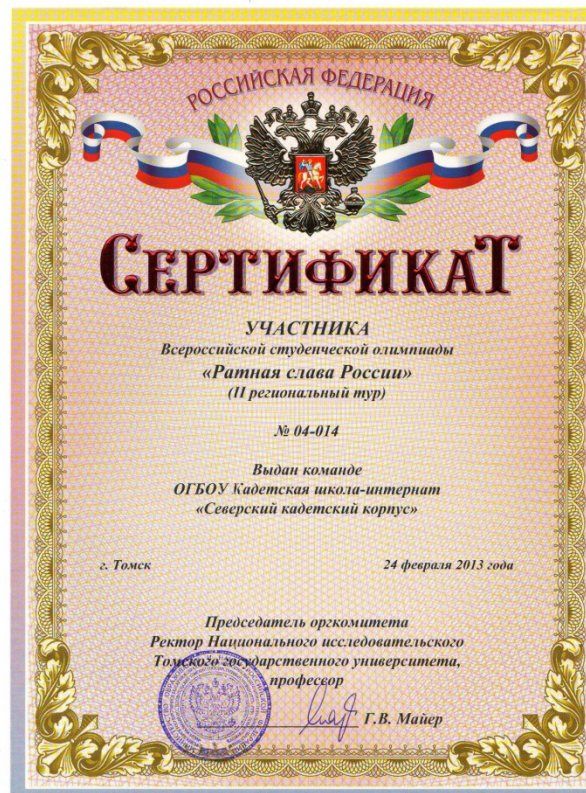 РОССИЙСКАЯ ФЕДЕРАЦИЯ
СЕРТИФИКАТ
УЧАСТНИКА
Всероссийской студенческой олимпиады
«Ратная слава России»
(II региональный тур)
№ 04-014
Выдан команде
ОГБОУ Кадетская школа-интернат
«Северский кадетский корпус»
г. Томск 24 февраля 2013 года
Председатель оргкомитета
Ректор Национального исследовательского
Томского государственного университета,
профессор
Г.В. Майер